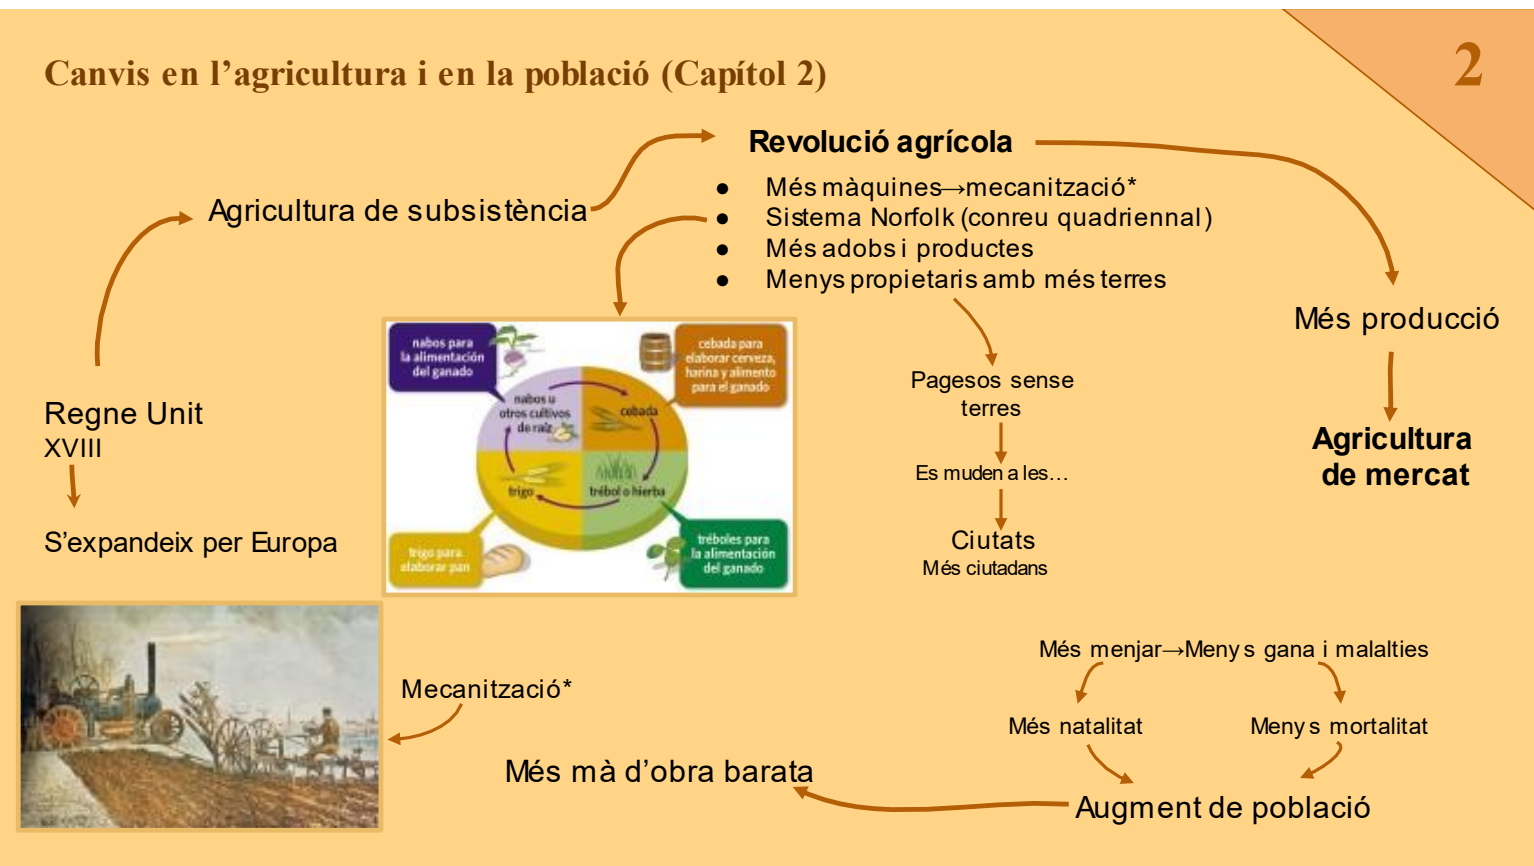 Canvis en l'agricultura i en la població (Capítol 2)
2
Revolució agrícola
● Més màquines→mecanització*
● Sistema Norfolk (conreu quadriennal)
● Més adobs i productes
● Menys propietaris amb més terres
Agricultura de subsistència
Regne Unit
XVIII
S'expandeix per Europa
nabos para
la alimentación
del ganado
cebada para
elaborar cerveza,
harina y alimento
para el ganado
nabos u
otros cultivos
de raíz
cebada
trigo
trébol o hierba
trigo para
elaborar pan
tréboles para
la alimentación
del ganado
Pagesos sense
terres
Es muden a les…
Ciutats
Més ciutadans
Més producció
Agricultura
de mercat
Més menjar→Menys gana i malalties
Més natalitat
Menys mortalitat
Augment de població
Més mà d'obra barata
Mecanització*